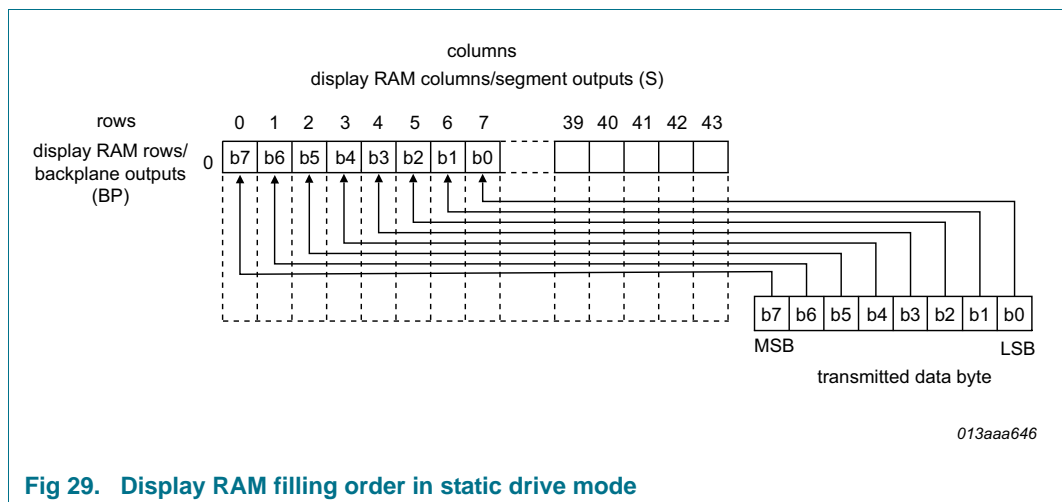 columns
display RAM columns/segment outputs (S)
rows 0 1 2 3 4 5 6 7 39 40 41 42 43
display RAM rows/
backplane outputs
(BP)
0 b7 b6 b5 b4 b3 b2 b1 b0
b7 b6 b5 b4 b3 b2 b1 b0
MSB LSB
transmitted data byte
013aaa646
Fig 29. Display RAM filling order in static drive mode